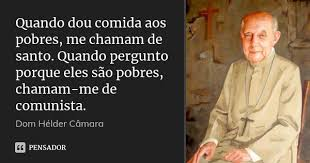 Quando dou comida aos
pobres, me chamam de
santo. Quando pergunto
porque eles são pobres,
chamam-me de
comunista.
Dom Hélder Câmara
PENSADOR